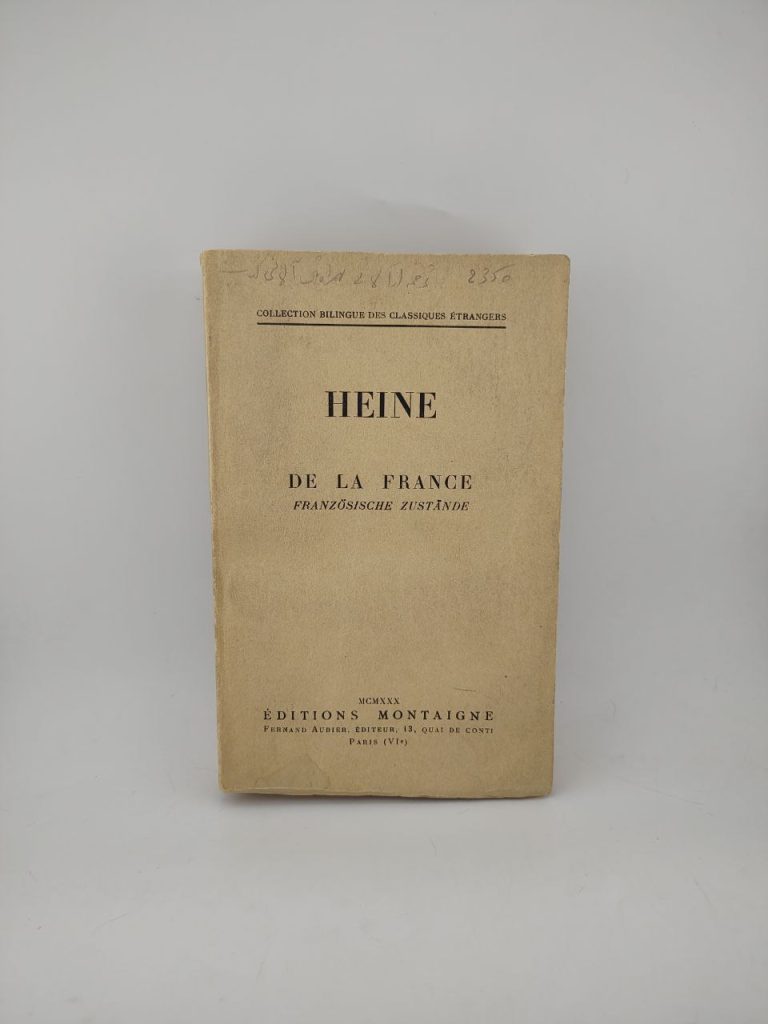 2350
COLLECTION BILINGUE DES CLASSIQUES ÉTRANGERS
HEINE
DE LA FRANCE
FRANZÖSISCHE ZUSTÄNDE
MCMXXX
ÉDITIONS MONTAIGNE
FERNAND AUBIER, ÉDITEUR, 13, QUAI DE CONTI
PARIS (VIe)